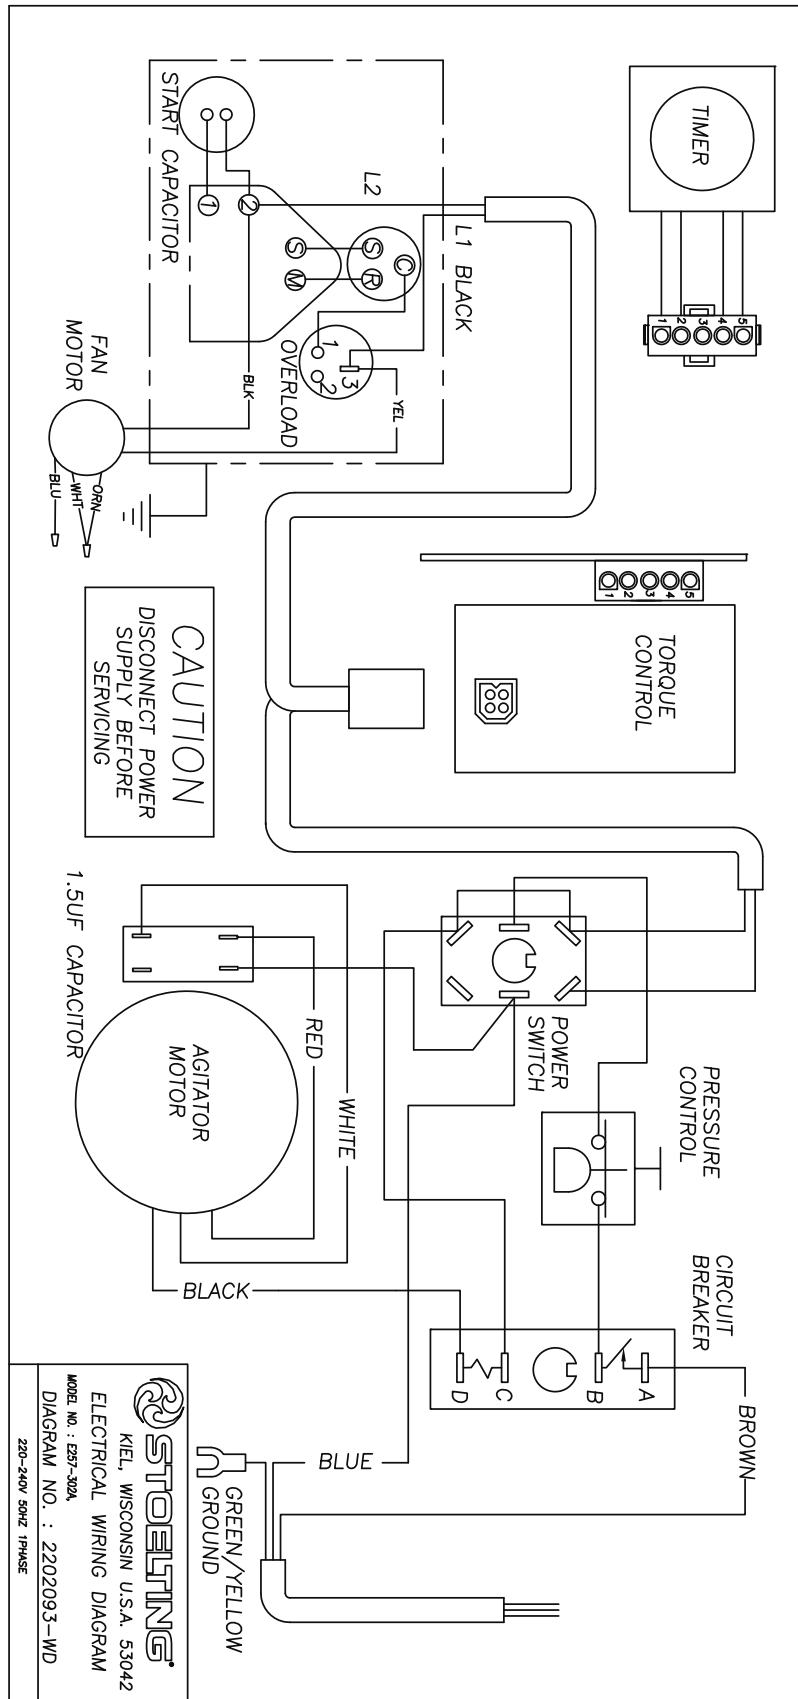 TIMER
1 2 3 4 5
START CAPACITOR
1
2
L2
L1 BLACK
S
M
S
R
C
OVERLOAD
1
2
3
BLK
YEL
FAN
MOTOR
ORN
WHT
BLU
TORQUE
CONTROL
1 2 3 4 5
CAUTION
DISCONNECT POWER
SUPPLY BEFORE
SERVICING
POWER
SWITCH
PRESSURE
CONTROL
1.5UF CAPACITOR
RED
WHITE
AGITATOR
MOTOR
BLACK
CIRCUIT
BREAKER
A
B
C
D
BROWN
BLUE
GREEN/YELLOW
GROUND
STOELTING
KIEL, WISCONSIN U.S.A. 53042
ELECTRICAL WIRING DIAGRAM
MODEL NO. : E257-302A,
DIAGRAM NO. : 2202093-WD
220-240V 50HZ 1PHASE